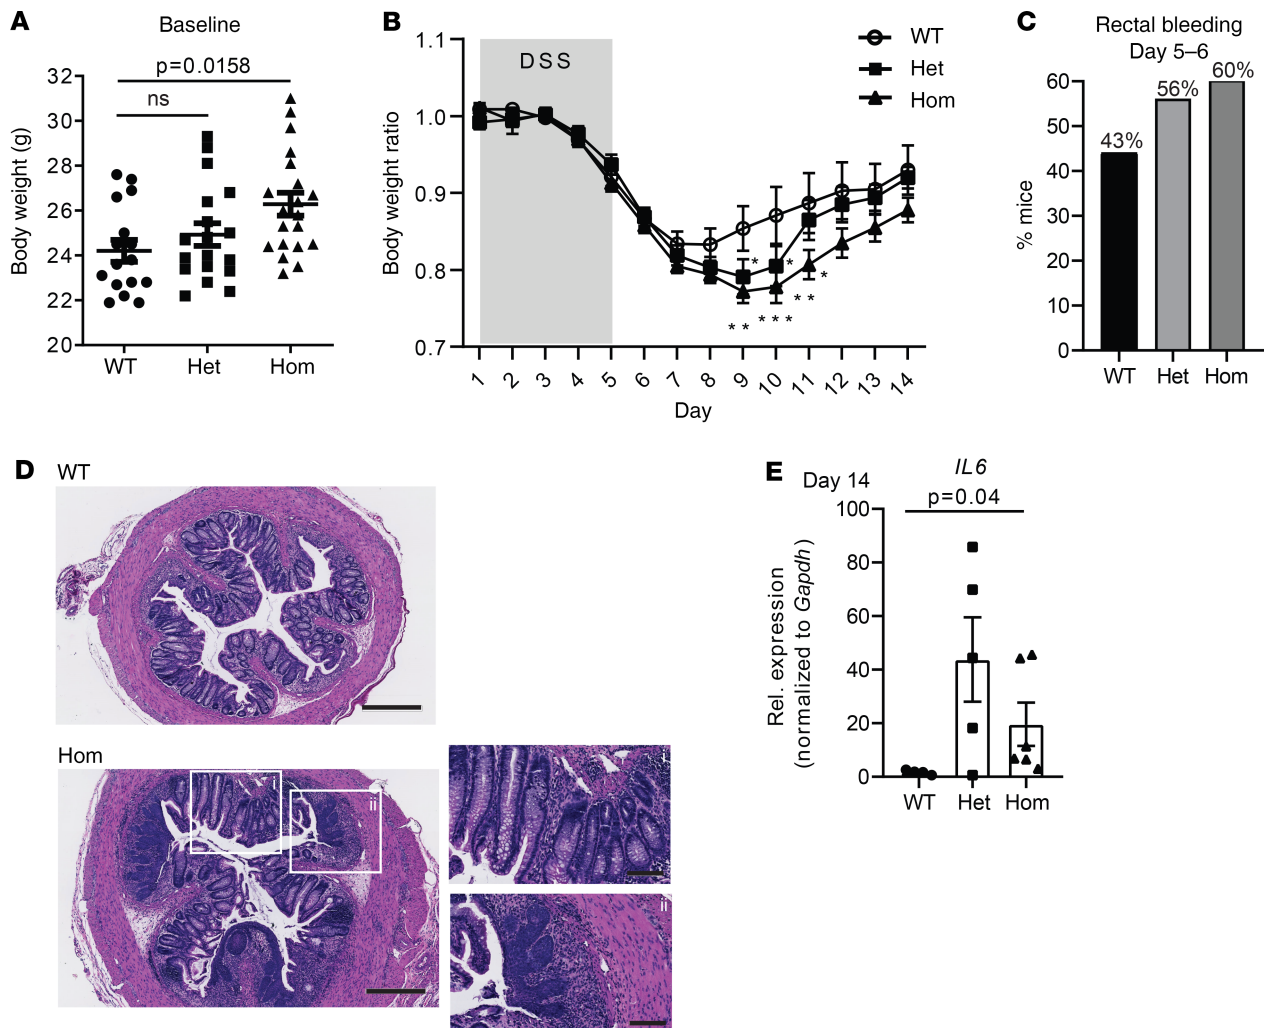 A
Baseline
p=0.0158
ns
Body weight (g)
32
30
28
26
24
22
20
WT
Het
Hom
B
DSS
WT
Het
Hom
Body weight ratio
1.1
1.0
0.9
0.8
0.7
*
*
*
**
***
**
1
2
3
4
5
6
7
8
9
10
11
12
13
14
Day
C
Rectal bleeding
Day 5–6
% mice
60
50
40
30
20
10
0
43%
56%
60%
WT
Het
Hom
D
WT
Hom
i
ii
i
ii
E
Day 14
IL6
p=0.04
Rel. expression
(normalized to Gapdh)
100
80
60
40
20
0
WT
Het
Hom